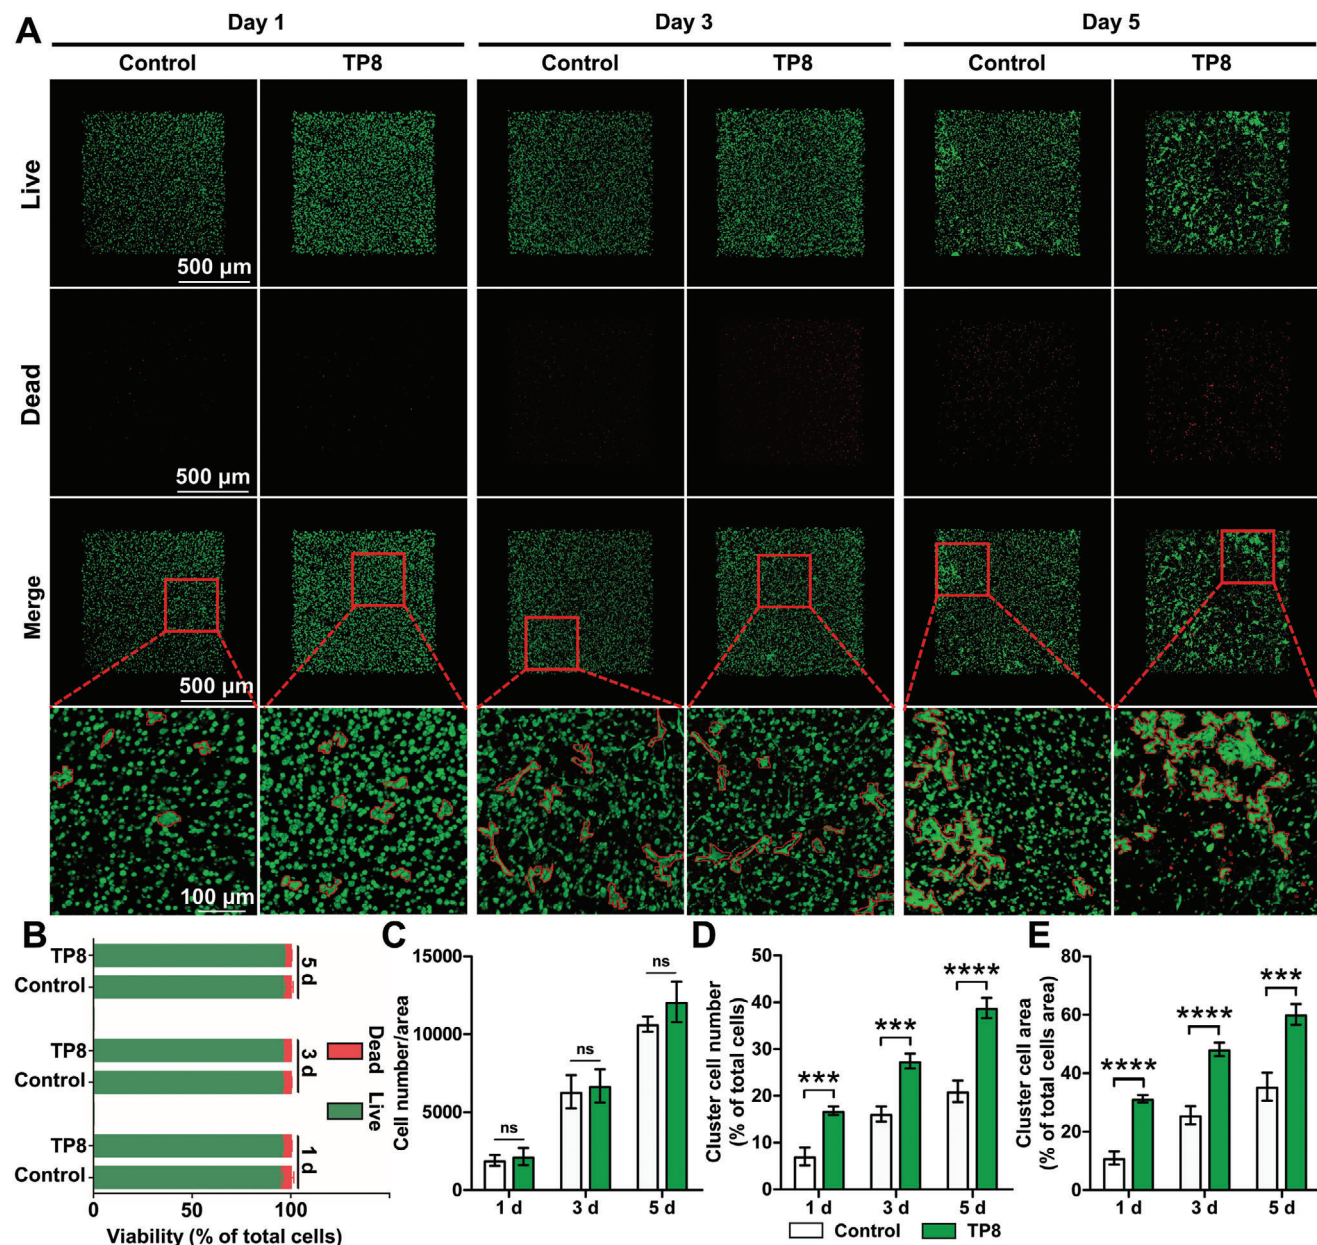 A
Day 1
Day 3
Day 5
Control
TP8
Control
TP8
Control
TP8
Live
500 µm
Dead
500 µm
Merge
500 µm
100 µm
B
TP8
Control
5 d
TP8
Control
3 d
TP8
Control
1 d
Dead
Live
0
50
100
Viability (% of total cells)
C
Cell number/area
15000
10000
5000
0
ns
ns
ns
1 d
3 d
5 d
D
Cluster cell number
(% of total cells)
50
40
30
20
10
0
***
***
****
1 d
3 d
5 d
Control
TP8
E
Cluster cell area
(% of total cells area)
80
60
40
20
0
****
****
***
1 d
3 d
5 d